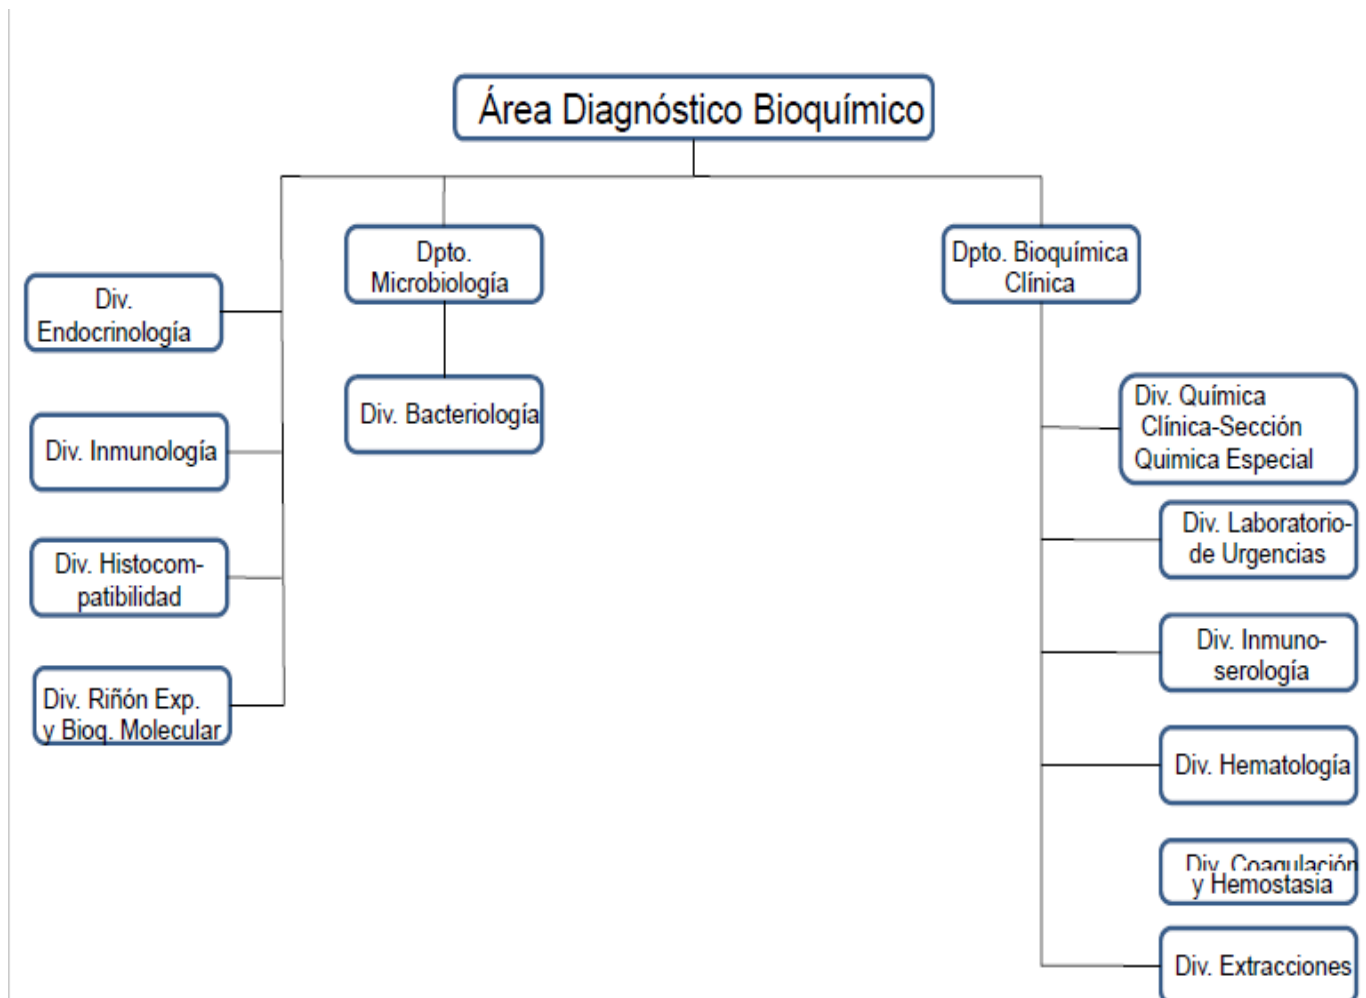 Área Diagnóstico Bioquímico
Dpto.
Microbiología
Dpto. Bioquímica
Clínica
Div.
Endocrinología
Div. Inmunología
Div. Histocom-
patibilidad
Div. Riñón Exp.
y Bioq. Molecular
Div. Bacteriología
Div. Química
Clínica-Sección
Quimica Especial
Div. Laboratorio-
de Urgencias
Div. Inmuno-
serología
Div. Hematología
Div. Coagulación
y Hemostasia
Div. Extracciones